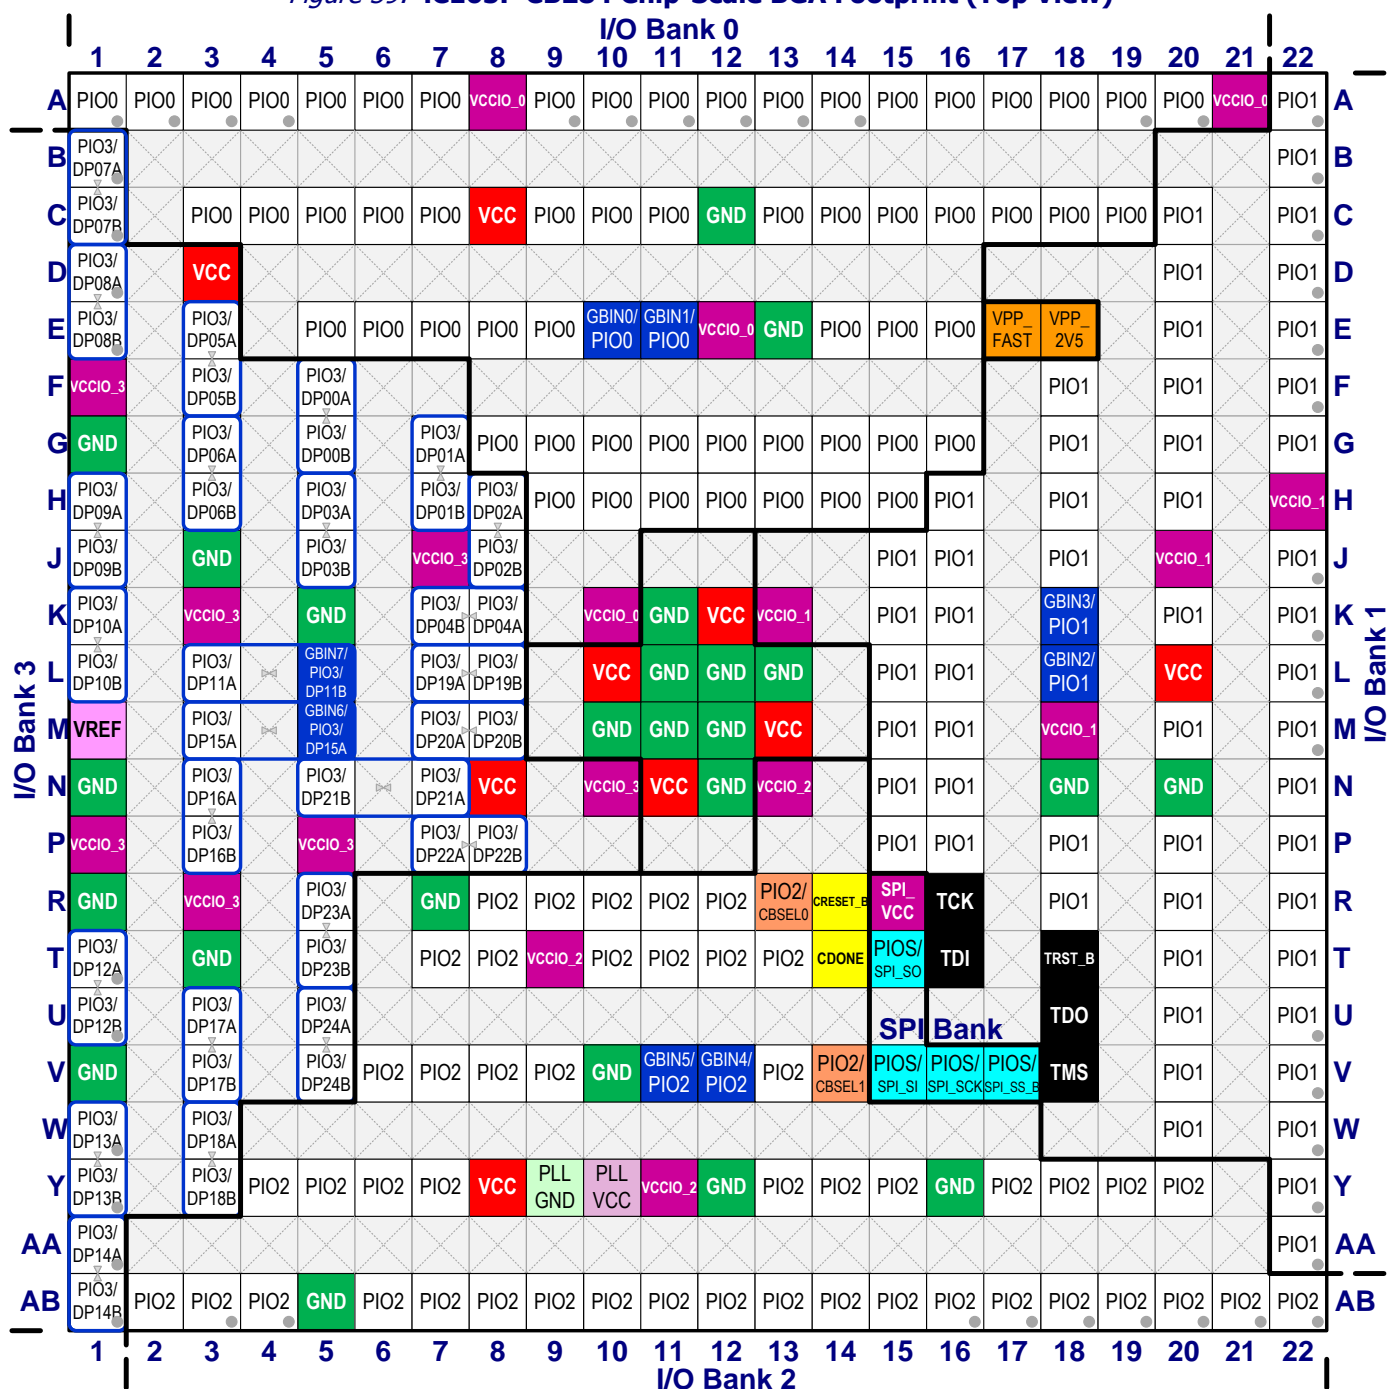 Figure CB284 Chip-Scale BGA Footprint (Top View)
I/O Bank 0
1 2 3 4 5 6 7 8 9 10 11 12 13 14 15 16 17 18 19 20 21 22
A PIO0 PIO0 PIO0 PIO0 PIO0 PIO0 PIO0 VCCIO_0 PIO0 PIO0 PIO0 PIO0 PIO0 PIO0 PIO0 PIO0 PIO0 PIO0 PIO0 PIO0 VCCIO_0 PIO1 A
B PIO3/DP07A PIO1 B
C PIO3/DP07B PIO0 PIO0 PIO0 PIO0 PIO0 VCC PIO0 PIO0 PIO0 GND PIO0 PIO0 PIO0 PIO0 PIO0 PIO0 PIO0 PIO1 PIO1 C
D PIO3/DP08A VCC PIO1 PIO1 D
E PIO3/DP08B PIO3/DP05A PIO0 PIO0 PIO0 PIO0 PIO0 GBIN0/PIO0 GBIN1/PIO0 VCCIO_0 GND PIO0 PIO0 PIO0 VPP_FAST VPP_2V5 PIO1 PIO1 E
F VCCIO_3 PIO3/DP05B PIO3/DP00A PIO1 PIO1 PIO1 F
G GND PIO3/DP06A PIO3/DP00B PIO3/DP01A PIO0 PIO0 PIO0 PIO0 PIO0 PIO0 PIO0 PIO0 PIO0 PIO1 PIO1 PIO1 G
H PIO3/DP09A PIO3/DP06B PIO3/DP03A PIO3/DP01B PIO3/DP02A PIO0 PIO0 PIO0 PIO0 PIO0 PIO0 PIO0 PIO1 PIO1 PIO1 VCCIO_1 H
J PIO3/DP09B GND PIO3/DP03B VCCIO_3 PIO3/DP02B PIO1 PIO1 PIO1 VCCIO_1 PIO1 J
K PIO3/DP10A VCCIO_3 GND PIO3/DP04B PIO3/DP04A VCCIO_0 GND VCC VCCIO_1 PIO1 PIO1 GBIN3/PIO1 PIO1 PIO1 K
L PIO3/DP10B PIO3/DP11A GBIN7/PIO3/DP11B PIO3/DP19A PIO3/DP19B VCC GND GND GND PIO1 PIO1 GBIN2/PIO1 VCC PIO1 L
I/O Bank 3
I/O Bank 1
M VREF PIO3/DP15A GBIN6/PIO3/DP15A PIO3/DP20A PIO3/DP20B GND GND GND VCC PIO1 PIO1 VCCIO_1 PIO1 PIO1 M
N GND PIO3/DP16A PIO3/DP21B PIO3/DP21A VCC VCCIO_3 VCC GND VCCIO_2 PIO1 PIO1 GND GND PIO1 N
P VCCIO_3 PIO3/DP16B VCCIO_3 PIO3/DP22A PIO3/DP22B PIO1 PIO1 PIO1 PIO1 PIO1 P
R GND VCCIO_3 PIO3/DP23A GND PIO2 PIO2 PIO2 PIO2 PIO2 PIO2/CBSEL0 CRESET_B SPI_VCC TCK PIO1 PIO1 PIO1 R
T PIO3/DP12A GND PIO3/DP23B PIO2 PIO2 VCCIO_2 PIO2 PIO2 PIO2 PIO2 CDONE PIOS/SPI_SO TDI TRST_B PIO1 PIO1 T
U PIO3/DP12B PIO3/DP17A PIO3/DP24A SPI Bank TDO PIO1 PIO1 U
V GND PIO3/DP17B PIO3/DP24B PIO2 PIO2 PIO2 PIO2 GND GBIN5/PIO2 GBIN4/PIO2 PIO2 PIO2/CBSEL1 PIOS/SPI_SI PIOS/SPI_SCK PIOS/SPI_SS_B TMS PIO1 PIO1 V
W PIO3/DP13A PIO3/DP18A PIO1 PIO1 W
Y PIO3/DP13B PIO3/DP18B PIO2 PIO2 PIO2 PIO2 VCC PLL GND PLL VCC VCCIO_2 GND PIO2 PIO2 PIO2 GND PIO2 PIO2 PIO2 PIO2 PIO1 Y
AA PIO3/DP14A PIO1 AA
AB PIO3/DP14B PIO2 PIO2 PIO2 GND PIO2 PIO2 PIO2 PIO2 PIO2 PIO2 PIO2 PIO2 PIO2 PIO2 PIO2 PIO2 PIO2 PIO2 PIO2 PIO2 PIO2 AB
1 2 3 4 5 6 7 8 9 10 11 12 13 14 15 16 17 18 19 20 21 22
I/O Bank 2